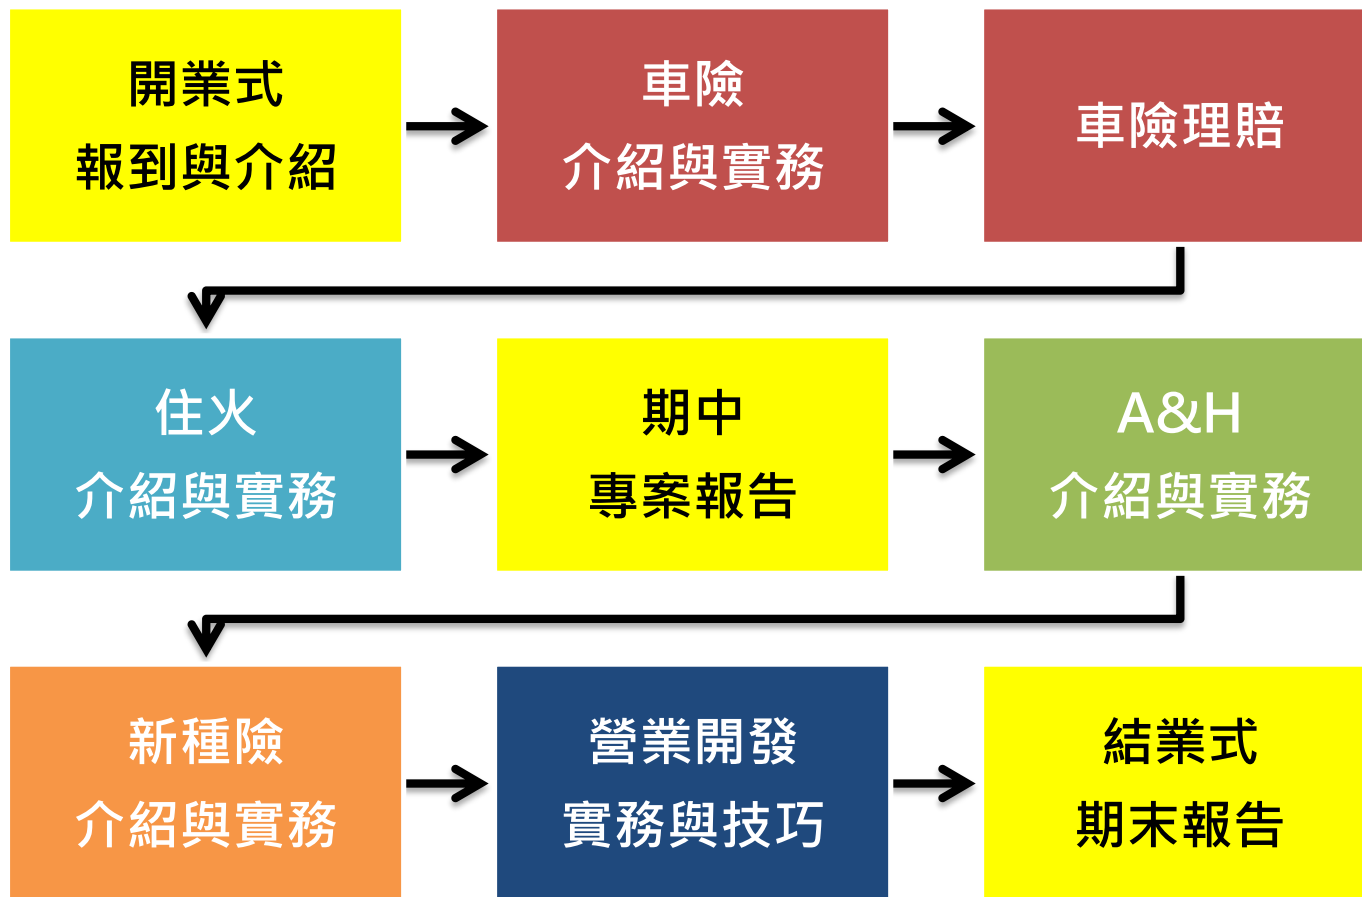 開業式
報到與介紹
車險
介紹與實務
車險理賠
住火
介紹與實務
期中
專案報告
A&H
介紹與實務
新種險
介紹與實務
營業開發
實務與技巧
結業式
期末報告